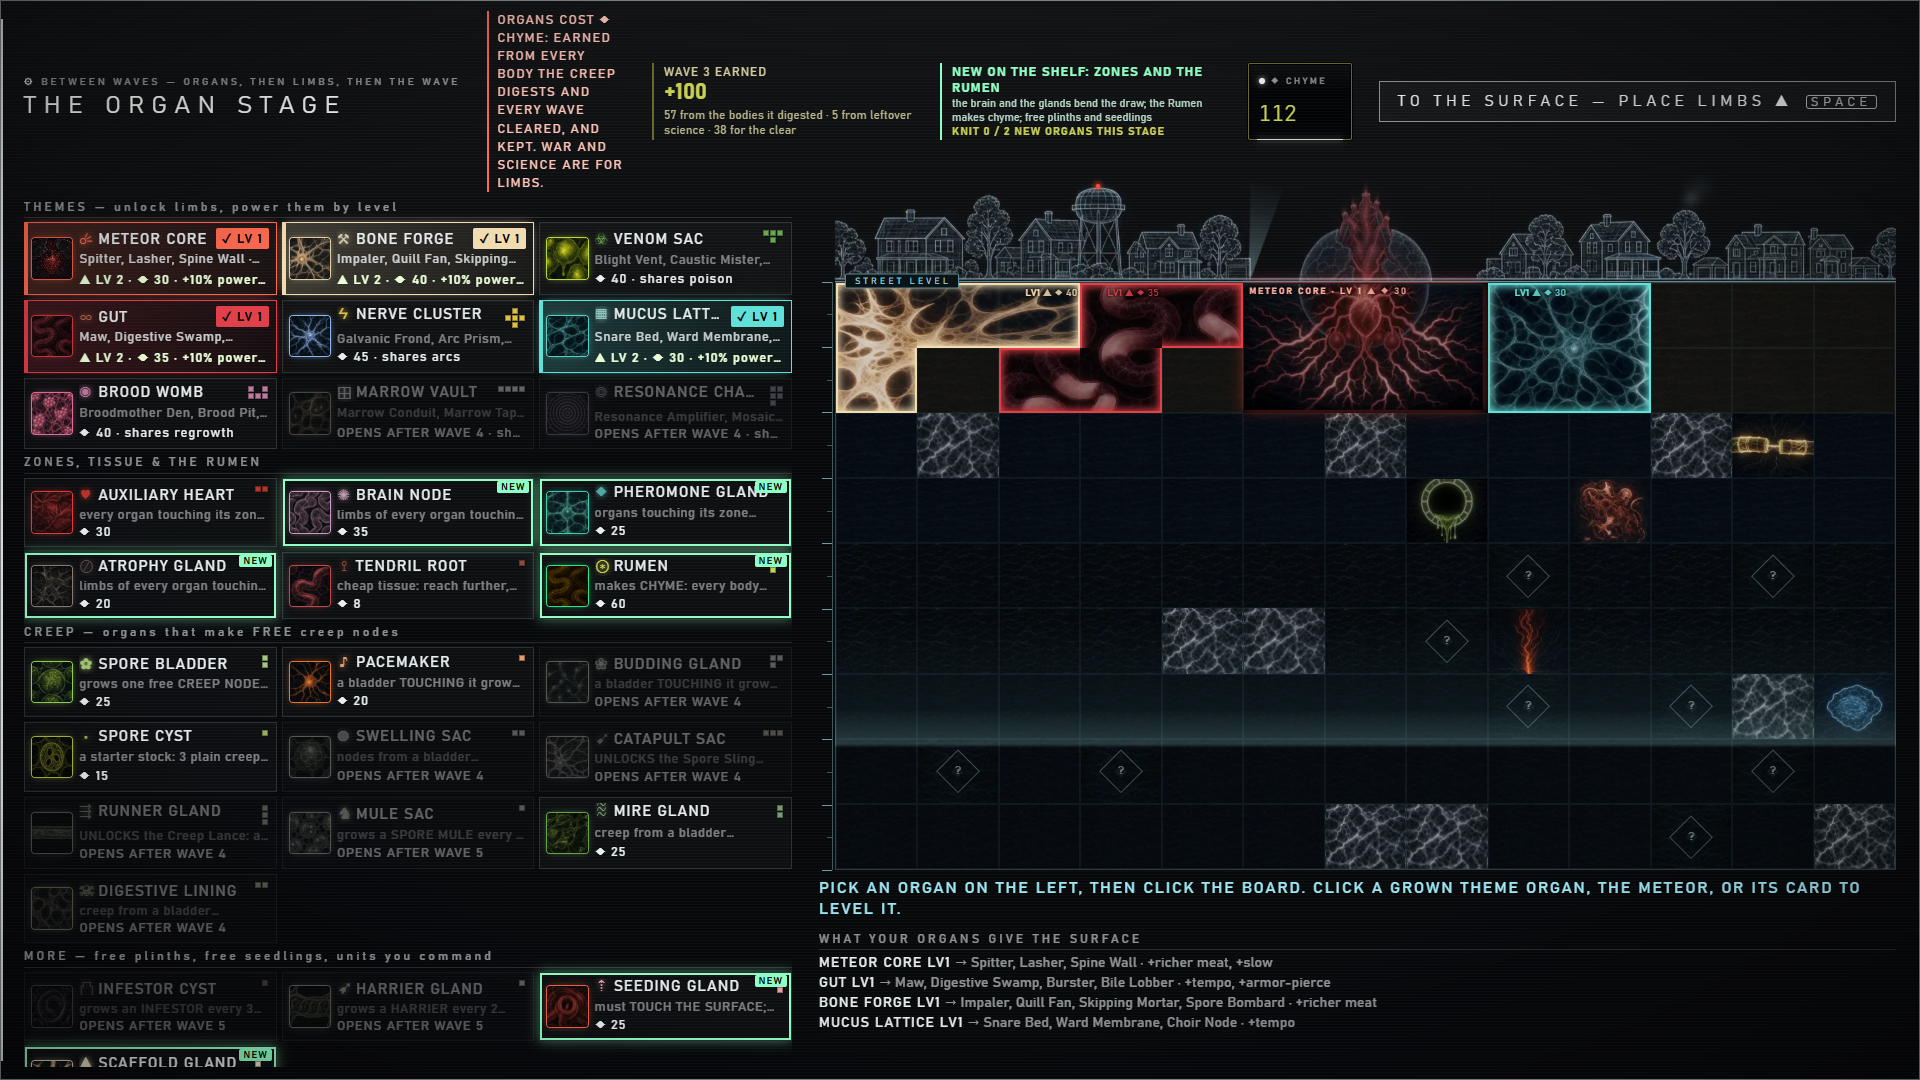 BETWEEN WAVES — ORGANS, THEN LIMBS, THEN THE WAVE
THE ORGAN STAGE
ORGANS COST ◆
CHYME: EARNED
FROM EVERY
BODY THE CREEP
DIGESTS AND
EVERY WAVE
CLEARED, AND
KEPT. WAR AND
SCIENCE ARE FOR
LIMBS.
WAVE 3 EARNED
+100
57 from the bodies it digested · 5 from leftover
science · 38 for the clear
NEW ON THE SHELF: ZONES AND THE
RUMEN
the brain and the glands bend the draw; the Rumen
makes chyme; free plinths and seedlings
KNIT 0 / 2 NEW ORGANS THIS STAGE
◆ CHYME
112
TO THE SURFACE — PLACE LIMBS ▲ SPACE
THEMES — unlock limbs, power them by level
METEOR CORE ✓ LV 1
Spitter, Lasher, Spine Wall ·…
▲ LV 2 · ◆ 30 · +10% power…
BONE FORGE ✓ LV 1
Impaler, Quill Fan, Skipping…
▲ LV 2 · ◆ 40 · +10% power…
VENOM SAC
Blight Vent, Caustic Mister,…
◆ 40 · shares poison
GUT ✓ LV 1
Maw, Digestive Swamp,…
▲ LV 2 · ◆ 35 · +10% power…
NERVE CLUSTER
Galvanic Frond, Arc Prism,…
◆ 45 · shares arcs
MUCUS LATT… ✓ LV 1
Snare Bed, Ward Membrane,…
▲ LV 2 · ◆ 30 · +10% power…
BROOD WOMB
Broodmother Den, Brood Pit,…
◆ 40 · shares regrowth
MARROW VAULT
Marrow Conduit, Marrow Tap…
OPENS AFTER WAVE 4 · sh…
RESONANCE CHA…
Resonance Amplifier, Mosaic…
OPENS AFTER WAVE 4 · sh…
ZONES, TISSUE & THE RUMEN
AUXILIARY HEART
every organ touching its zon…
◆ 30
BRAIN NODE NEW
limbs of every organ touchin…
◆ 35
PHEROMONE GLAND NEW
organs touching its zone…
◆ 25
ATROPHY GLAND NEW
limbs of every organ touchin…
◆ 20
TENDRIL ROOT
cheap tissue: reach further,…
◆ 8
RUMEN NEW
makes CHYME: every body…
◆ 60
CREEP — organs that make FREE creep nodes
SPORE BLADDER
grows one free CREEP NODE…
◆ 25
PACEMAKER
a bladder TOUCHING it grow…
◆ 20
BUDDING GLAND
a bladder TOUCHING it grow…
OPENS AFTER WAVE 4
SPORE CYST
a starter stock: 3 plain creep…
◆ 15
SWELLING SAC
nodes from a bladder…
OPENS AFTER WAVE 4
CATAPULT SAC
UNLOCKS the Spore Sling…
OPENS AFTER WAVE 4
RUNNER GLAND
UNLOCKS the Creep Lance: a…
OPENS AFTER WAVE 4
MULE SAC
grows a SPORE MULE every …
OPENS AFTER WAVE 5
MIRE GLAND
creep from a bladder…
◆ 25
DIGESTIVE LINING
creep from a bladder…
OPENS AFTER WAVE 4
MORE — free plinths, free seedlings, units you command
INFESTOR CYST
grows an INFESTOR every 3…
OPENS AFTER WAVE 5
HARRIER GLAND
grows a HARRIER every 2…
OPENS AFTER WAVE 5
SEEDING GLAND NEW
must TOUCH THE SURFACE;…
◆ 25
SCAFFOLD GLAND NEW
STREET LEVEL
LV1 ▲ ◆ 40
LV1 ▲ ◆ 35
METEOR CORE · LV 1 ▲ ◆ 30
LV1 ▲ ◆ 30
?
?
?
?
?
?
?
?
?
PICK AN ORGAN ON THE LEFT, THEN CLICK THE BOARD. CLICK A GROWN THEME ORGAN, THE METEOR, OR ITS CARD TO
LEVEL IT.
WHAT YOUR ORGANS GIVE THE SURFACE
METEOR CORE LV1 → Spitter, Lasher, Spine Wall · +richer meat, +slow
GUT LV1 → Maw, Digestive Swamp, Burster, Bile Lobber · +tempo, +armor-pierce
BONE FORGE LV1 → Impaler, Quill Fan, Skipping Mortar, Spore Bombard · +richer meat
MUCUS LATTICE LV1 → Snare Bed, Ward Membrane, Choir Node · +tempo